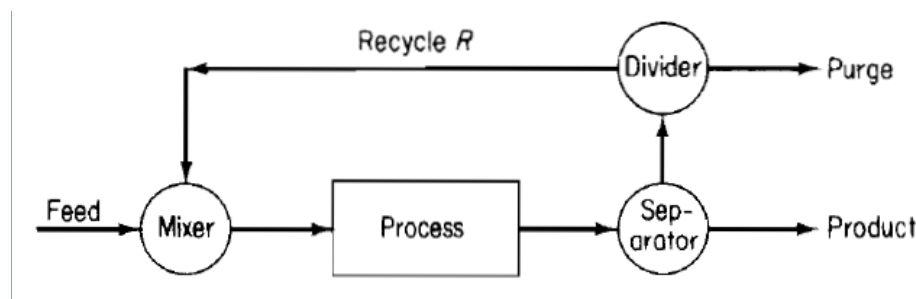 Recycle R
Divider
Purge
Feed
Mixer
Process
Sep-
arator
Product